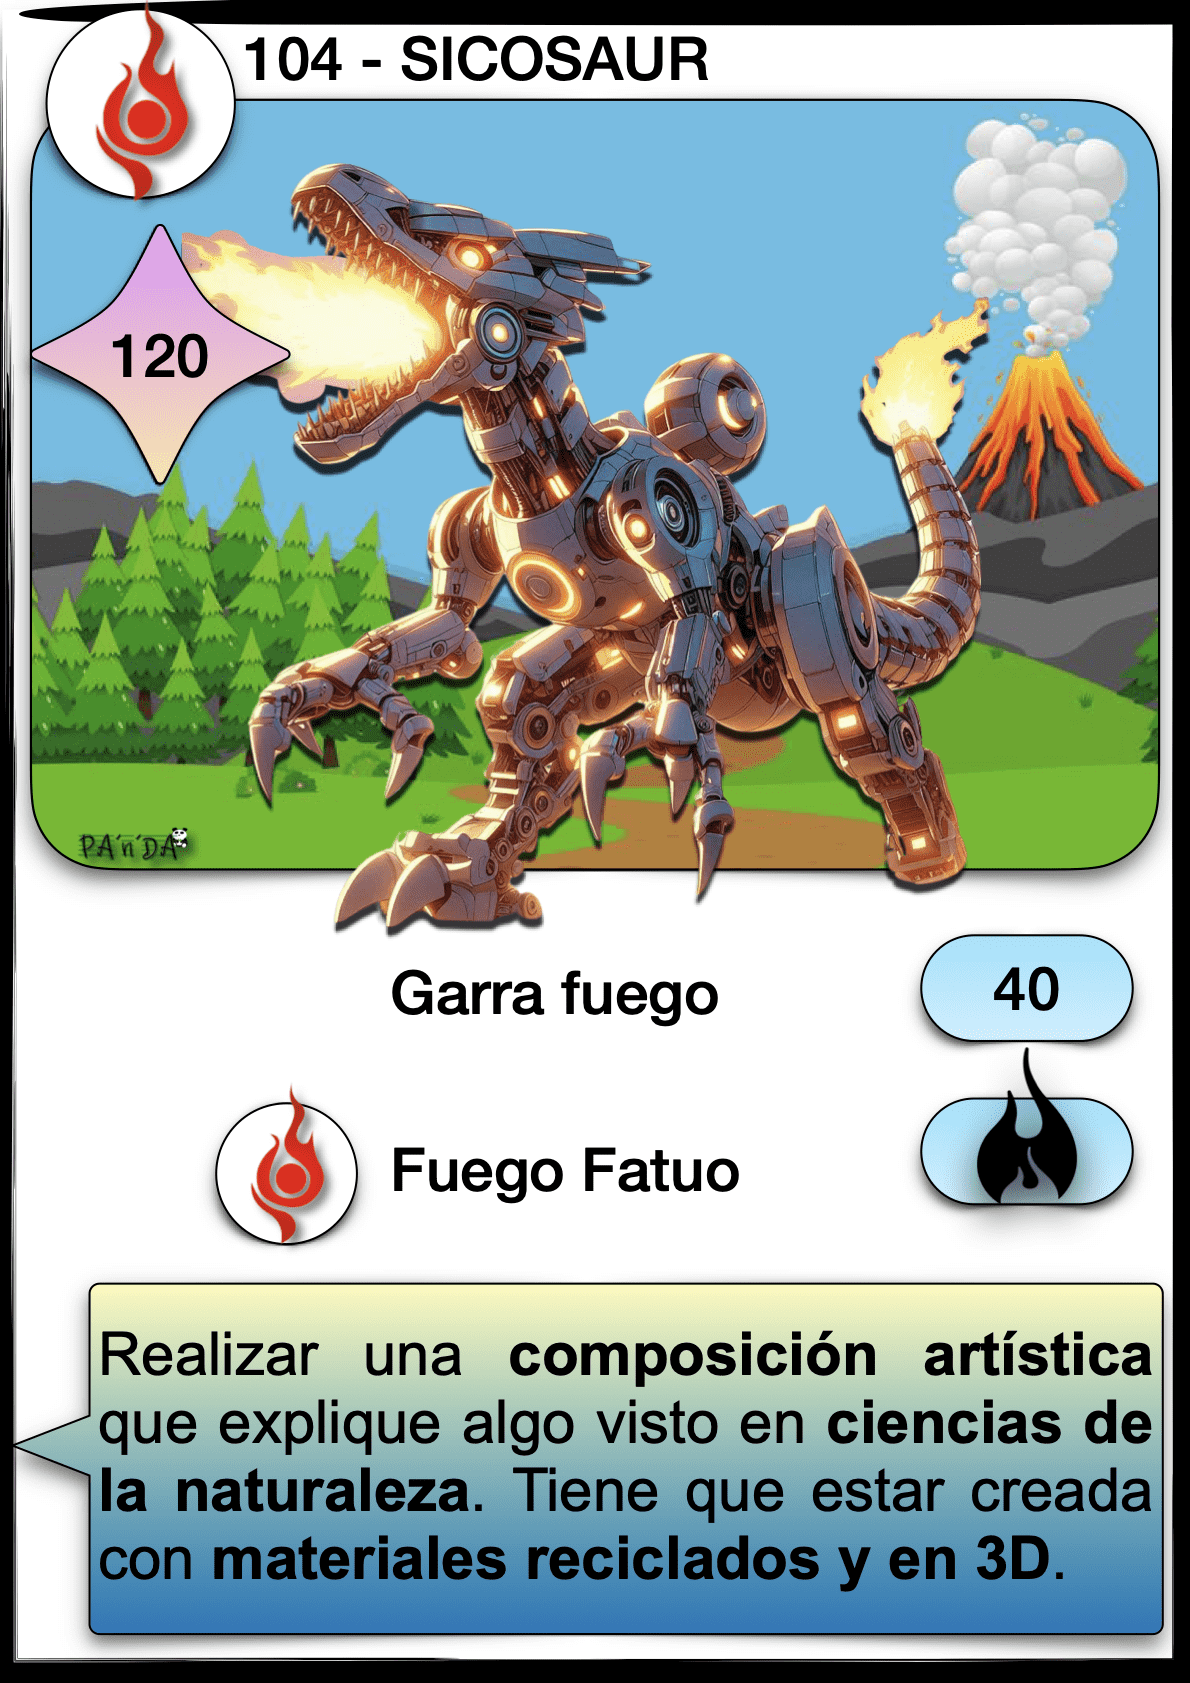 104 - SICOSAUR
120
PA'n'DA
Garra fuego
40
Fuego Fatuo
Realizar una composición artística
que explique algo visto en ciencias de
la naturaleza. Tiene que estar creada
con materiales reciclados y en 3D.